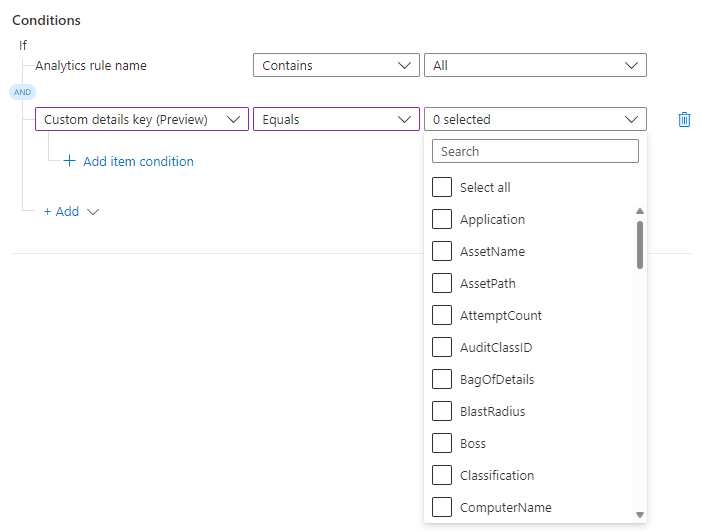 Conditions
If
Analytics rule name Contains All
AND
Custom details key (Preview) Equals 0 selected
Search
+ Add item condition
Select all
+ Add
Application
AssetName
AssetPath
AttemptCount
AuditClassID
BagOfDetails
BlastRadius
Boss
Classification
ComputerName